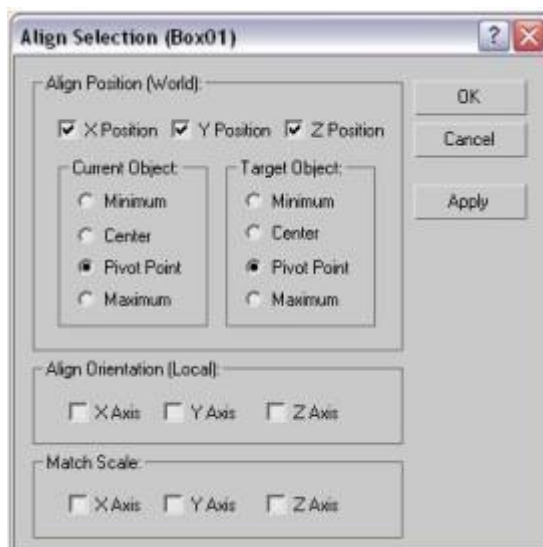 Align Selection (Box01)
Align Position (World):
X Position Y Position Z Position
Current Object:
Minimum
Center
Pivot Point
Maximum
Target Object:
Minimum
Center
Pivot Point
Maximum
OK
Cancel
Apply
Align Orientation (Local):
X Axis Y Axis Z Axis
Match Scale:
X Axis Y Axis Z Axis